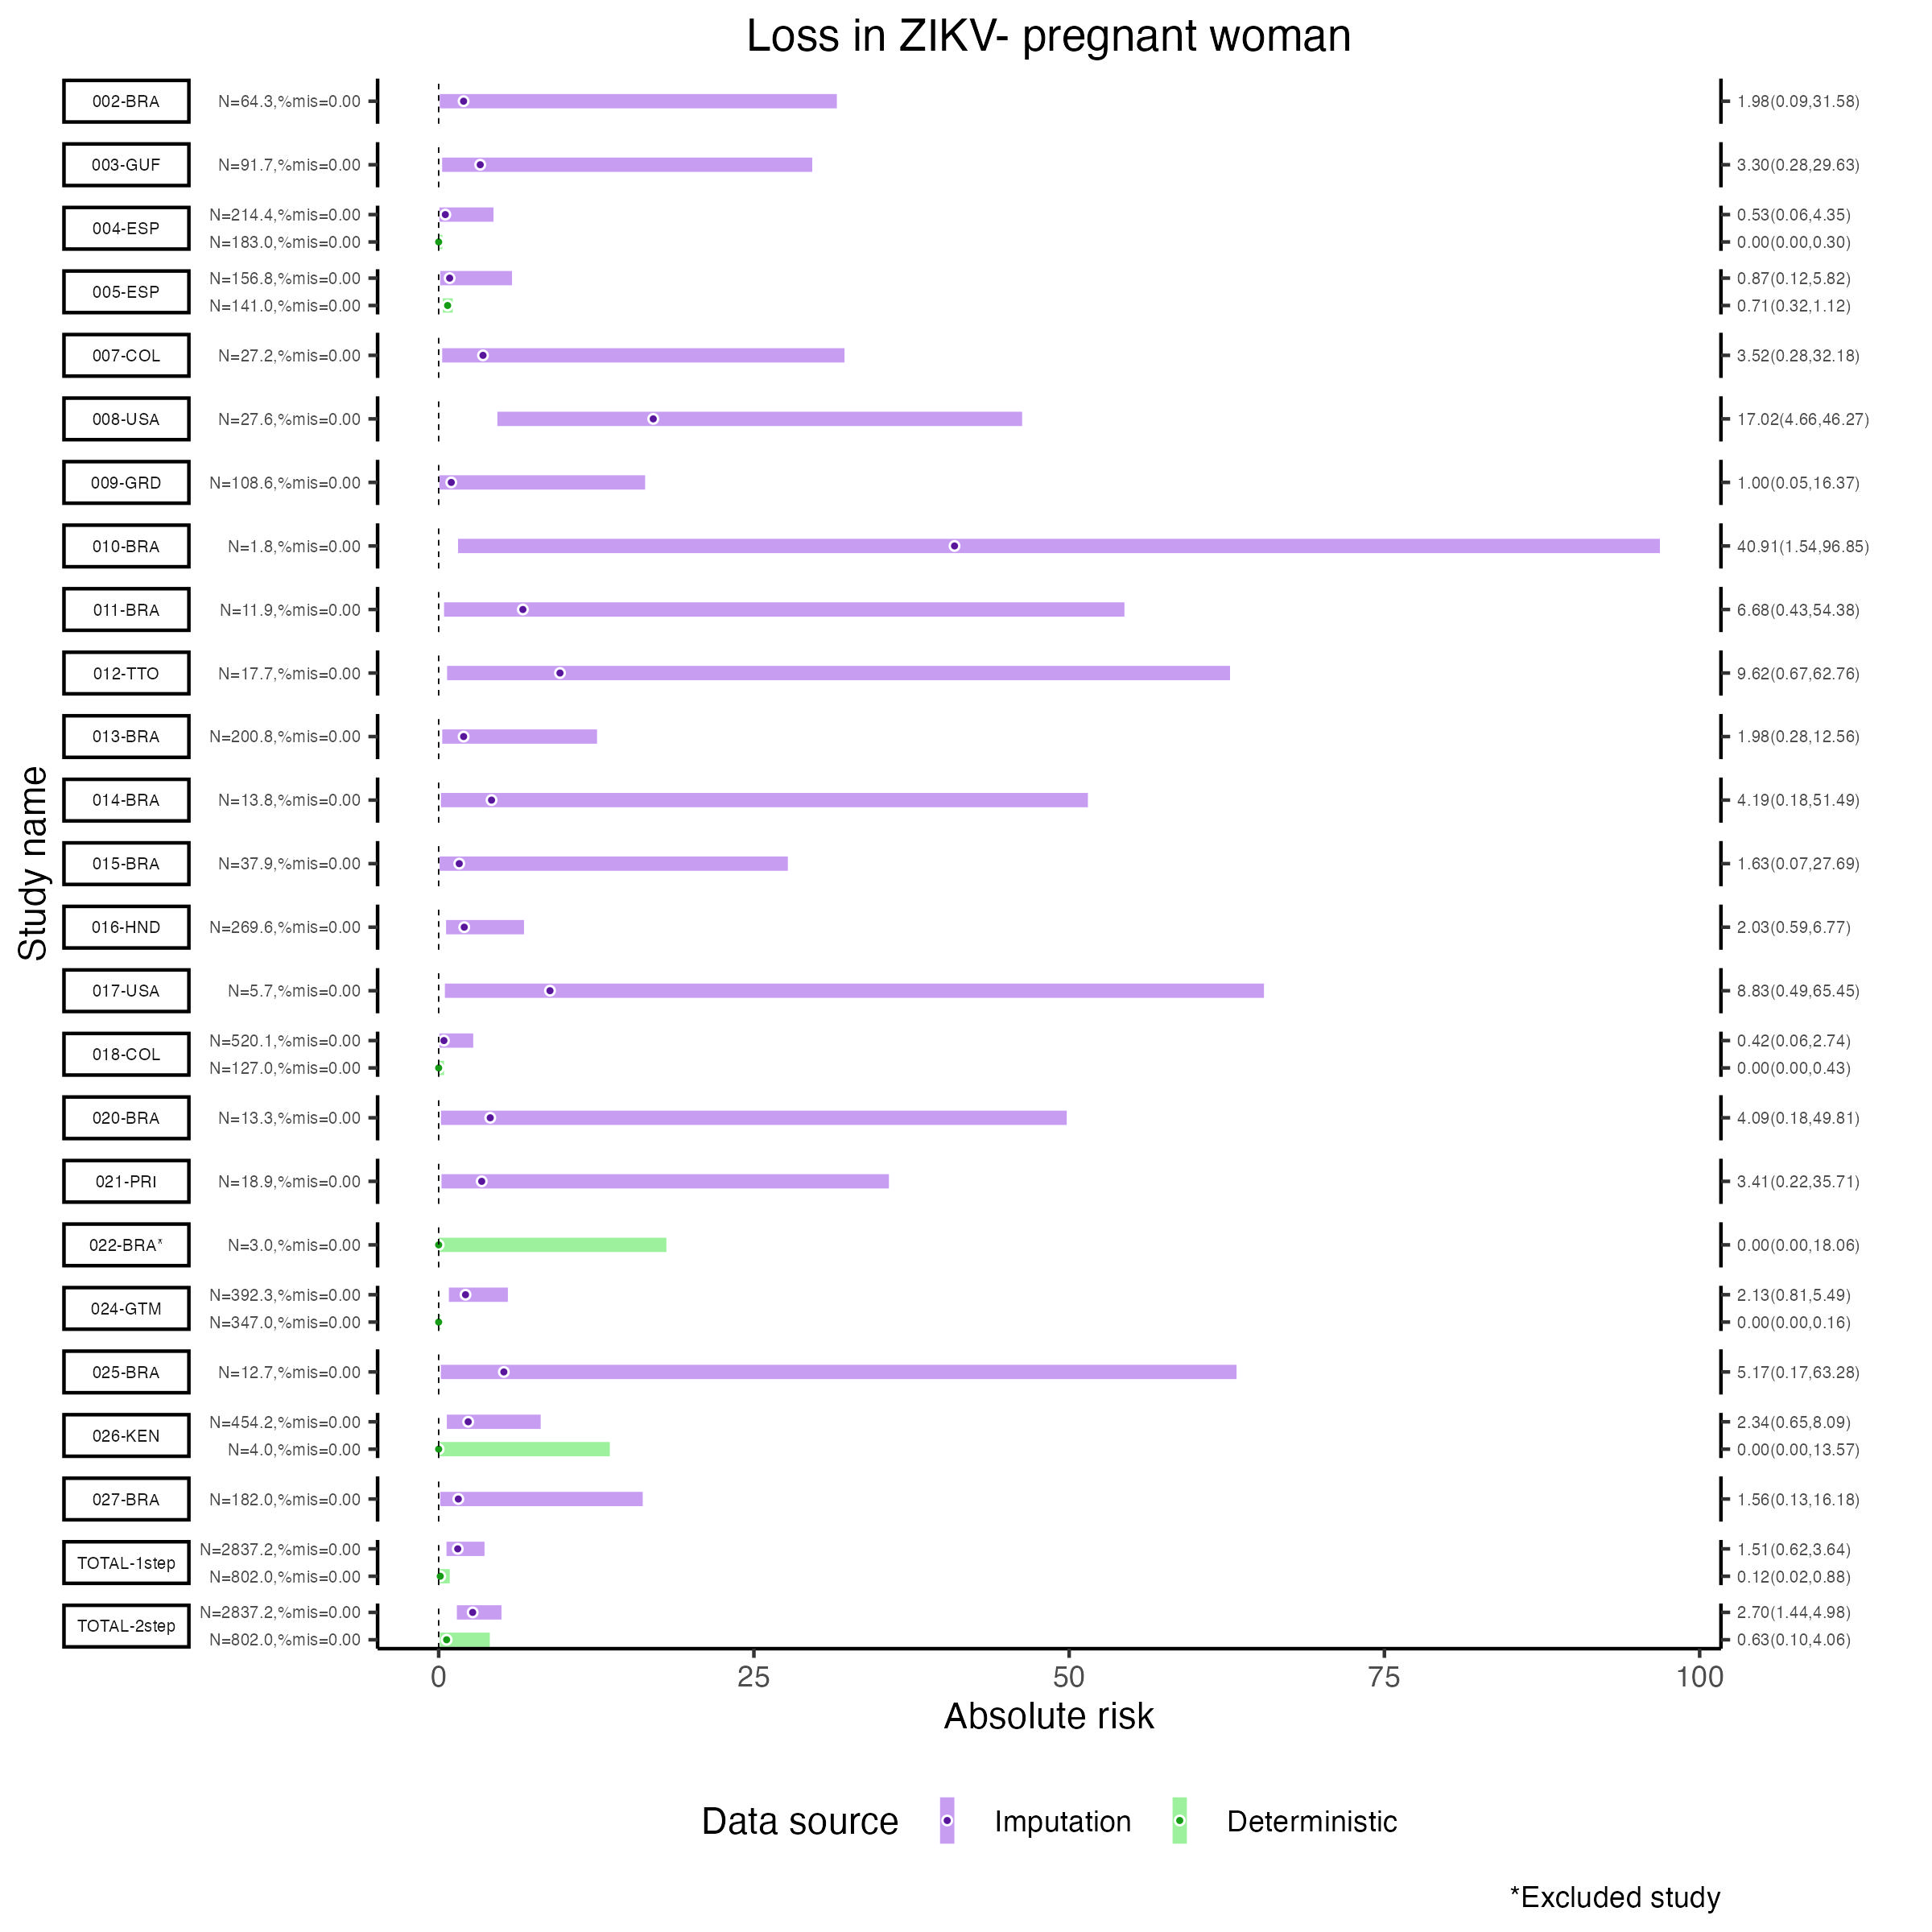 Loss in ZIKV- pregnant woman
002-BRA N=64.3,%mis=0.00 1.98(0.09,31.58)
003-GUF N=91.7,%mis=0.00 3.30(0.28,29.63)
004-ESP
N=214.4,%mis=0.00 0.53(0.06,4.35)
N=183.0,%mis=0.00 0.00(0.00,0.30)
005-ESP
N=156.8,%mis=0.00 0.87(0.12,5.82)
N=141.0,%mis=0.00 0.71(0.32,1.12)
007-COL N=27.2,%mis=0.00 3.52(0.28,32.18)
008-USA N=27.6,%mis=0.00 17.02(4.66,46.27)
009-GRD N=108.6,%mis=0.00 1.00(0.05,16.37)
010-BRA N=1.8,%mis=0.00 40.91(1.54,96.85)
011-BRA N=11.9,%mis=0.00 6.68(0.43,54.38)
012-TTO N=17.7,%mis=0.00 9.62(0.67,62.76)
013-BRA N=200.8,%mis=0.00 1.98(0.28,12.56)
014-BRA N=13.8,%mis=0.00 4.19(0.18,51.49)
015-BRA N=37.9,%mis=0.00 1.63(0.07,27.69)
016-HND N=269.6,%mis=0.00 2.03(0.59,6.77)
017-USA N=5.7,%mis=0.00 8.83(0.49,65.45)
018-COL
N=520.1,%mis=0.00 0.42(0.06,2.74)
N=127.0,%mis=0.00 0.00(0.00,0.43)
020-BRA N=13.3,%mis=0.00 4.09(0.18,49.81)
021-PRI N=18.9,%mis=0.00 3.41(0.22,35.71)
022-BRA* N=3.0,%mis=0.00 0.00(0.00,18.06)
024-GTM
N=392.3,%mis=0.00 2.13(0.81,5.49)
N=347.0,%mis=0.00 0.00(0.00,0.16)
025-BRA N=12.7,%mis=0.00 5.17(0.17,63.28)
026-KEN
N=454.2,%mis=0.00 2.34(0.65,8.09)
N=4.0,%mis=0.00 0.00(0.00,13.57)
027-BRA N=182.0,%mis=0.00 1.56(0.13,16.18)
TOTAL-1step
N=2837.2,%mis=0.00 1.51(0.62,3.64)
N=802.0,%mis=0.00 0.12(0.02,0.88)
TOTAL-2step
N=2837.2,%mis=0.00 2.70(1.44,4.98)
N=802.0,%mis=0.00 0.63(0.10,4.06)
Study name
0 25 50 75 100
Absolute risk
Data source Imputation Deterministic
*Excluded study